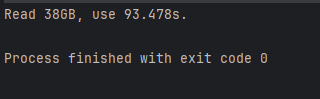 Read 38GB, use 93.478s.
Process finished with exit code 0